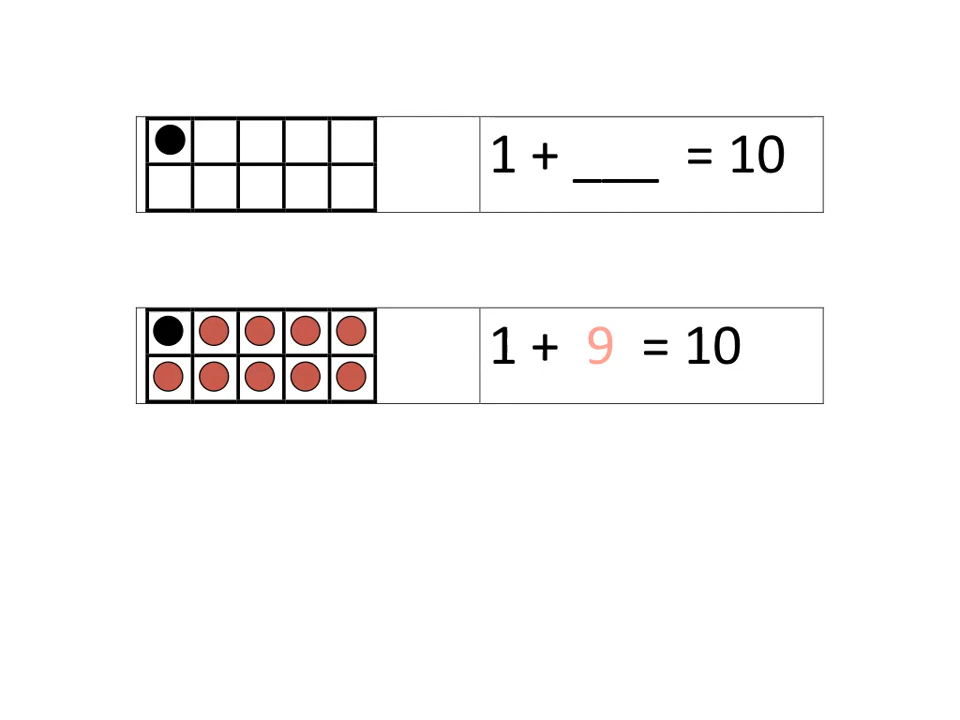 1 + ___ = 10
1 + 9 = 10